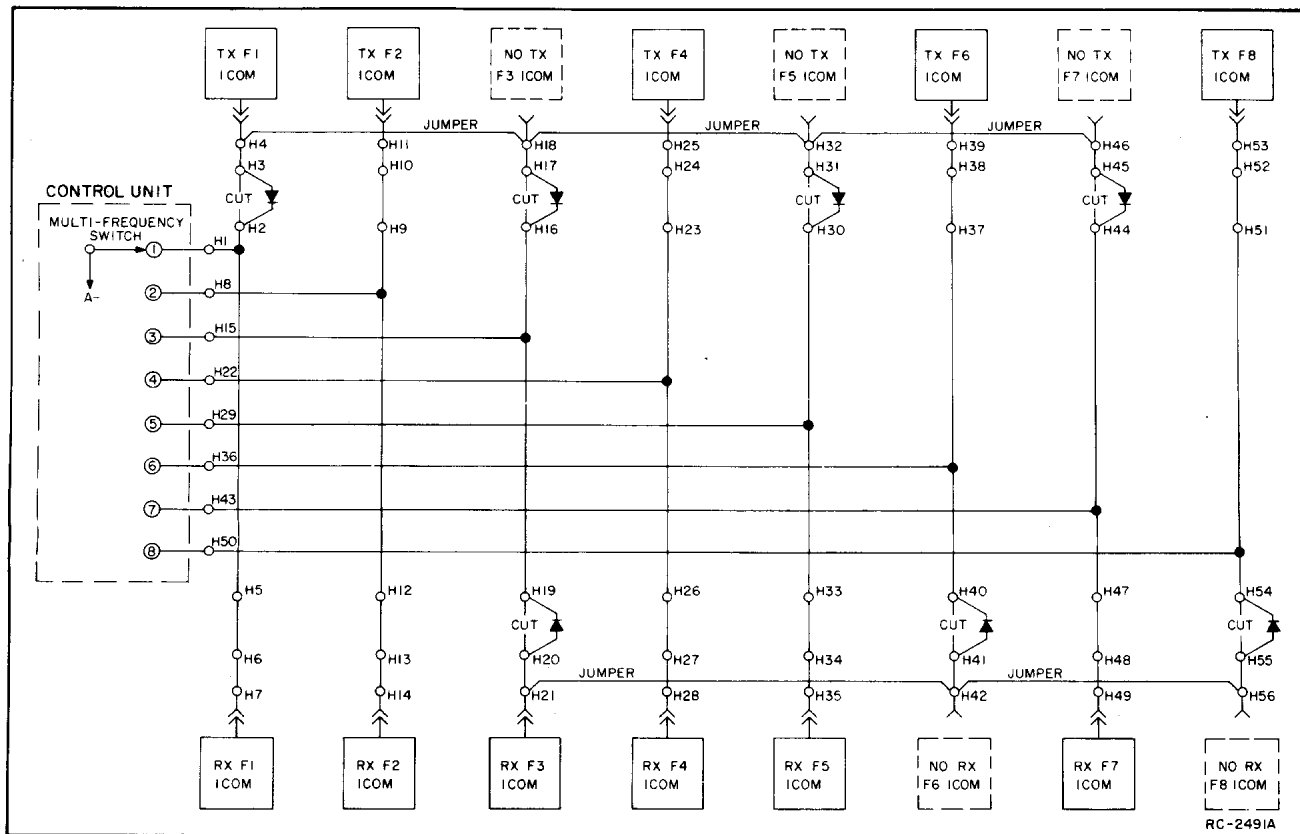 TX F1 ICOM
TX F2 ICOM
NO TX F3 ICOM
TX F4 ICOM
NO TX F5 ICOM
TX F6 ICOM
NO TX F7 ICOM
TX F8 ICOM
JUMPER
JUMPER
JUMPER
H4
H11
H18
H25
H32
H39
H46
H53
H3
H10
H17
H24
H31
H38
H45
H52
CUT
CUT
CUT
CUT
H2
H9
H16
H23
H30
H37
H44
H51
CONTROL UNIT
MULTI-FREQUENCY
SWITCH
A-
1 H1
2 H8
3 H15
4 H22
5 H29
6 H36
7 H43
8 H50
H5
H12
H19
H26
H33
H40
H47
H54
CUT
CUT
CUT
H6
H13
H20
H27
H34
H41
H48
H55
JUMPER
JUMPER
H7
H14
H21
H28
H35
H42
H49
H56
RX F1 ICOM
RX F2 ICOM
RX F3 ICOM
RX F4 ICOM
RX F5 ICOM
NO RX F6 ICOM
RX F7 ICOM
NO RX F8 ICOM
RC-2491A